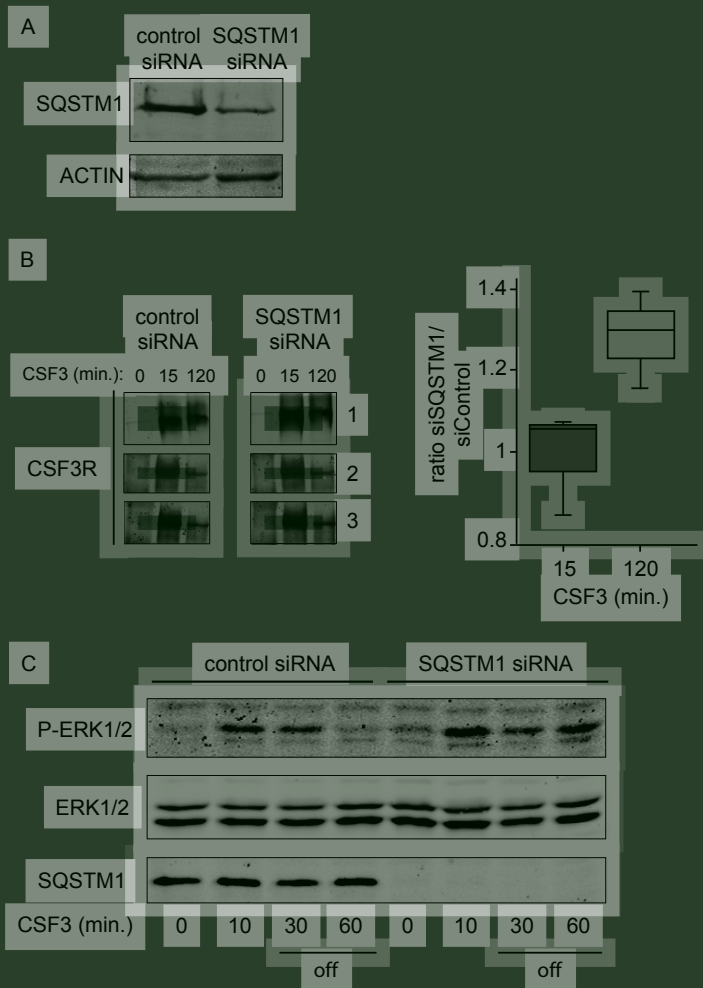 A
control SQSTM1
siRNA siRNA
SQSTM1
ACTIN
B
control
siRNA
SQSTM1
siRNA
CSF3 (min.): 0 15 120 0 15 120
CSF3R
1
2
3
ratio siSQSTM1/
siControl
1.4
1.2
1
0.8
15 120
CSF3 (min.)
C
control siRNA SQSTM1 siRNA
P-ERK1/2
ERK1/2
SQSTM1
CSF3 (min.) 0 10 30 60 0 10 30 60
off off